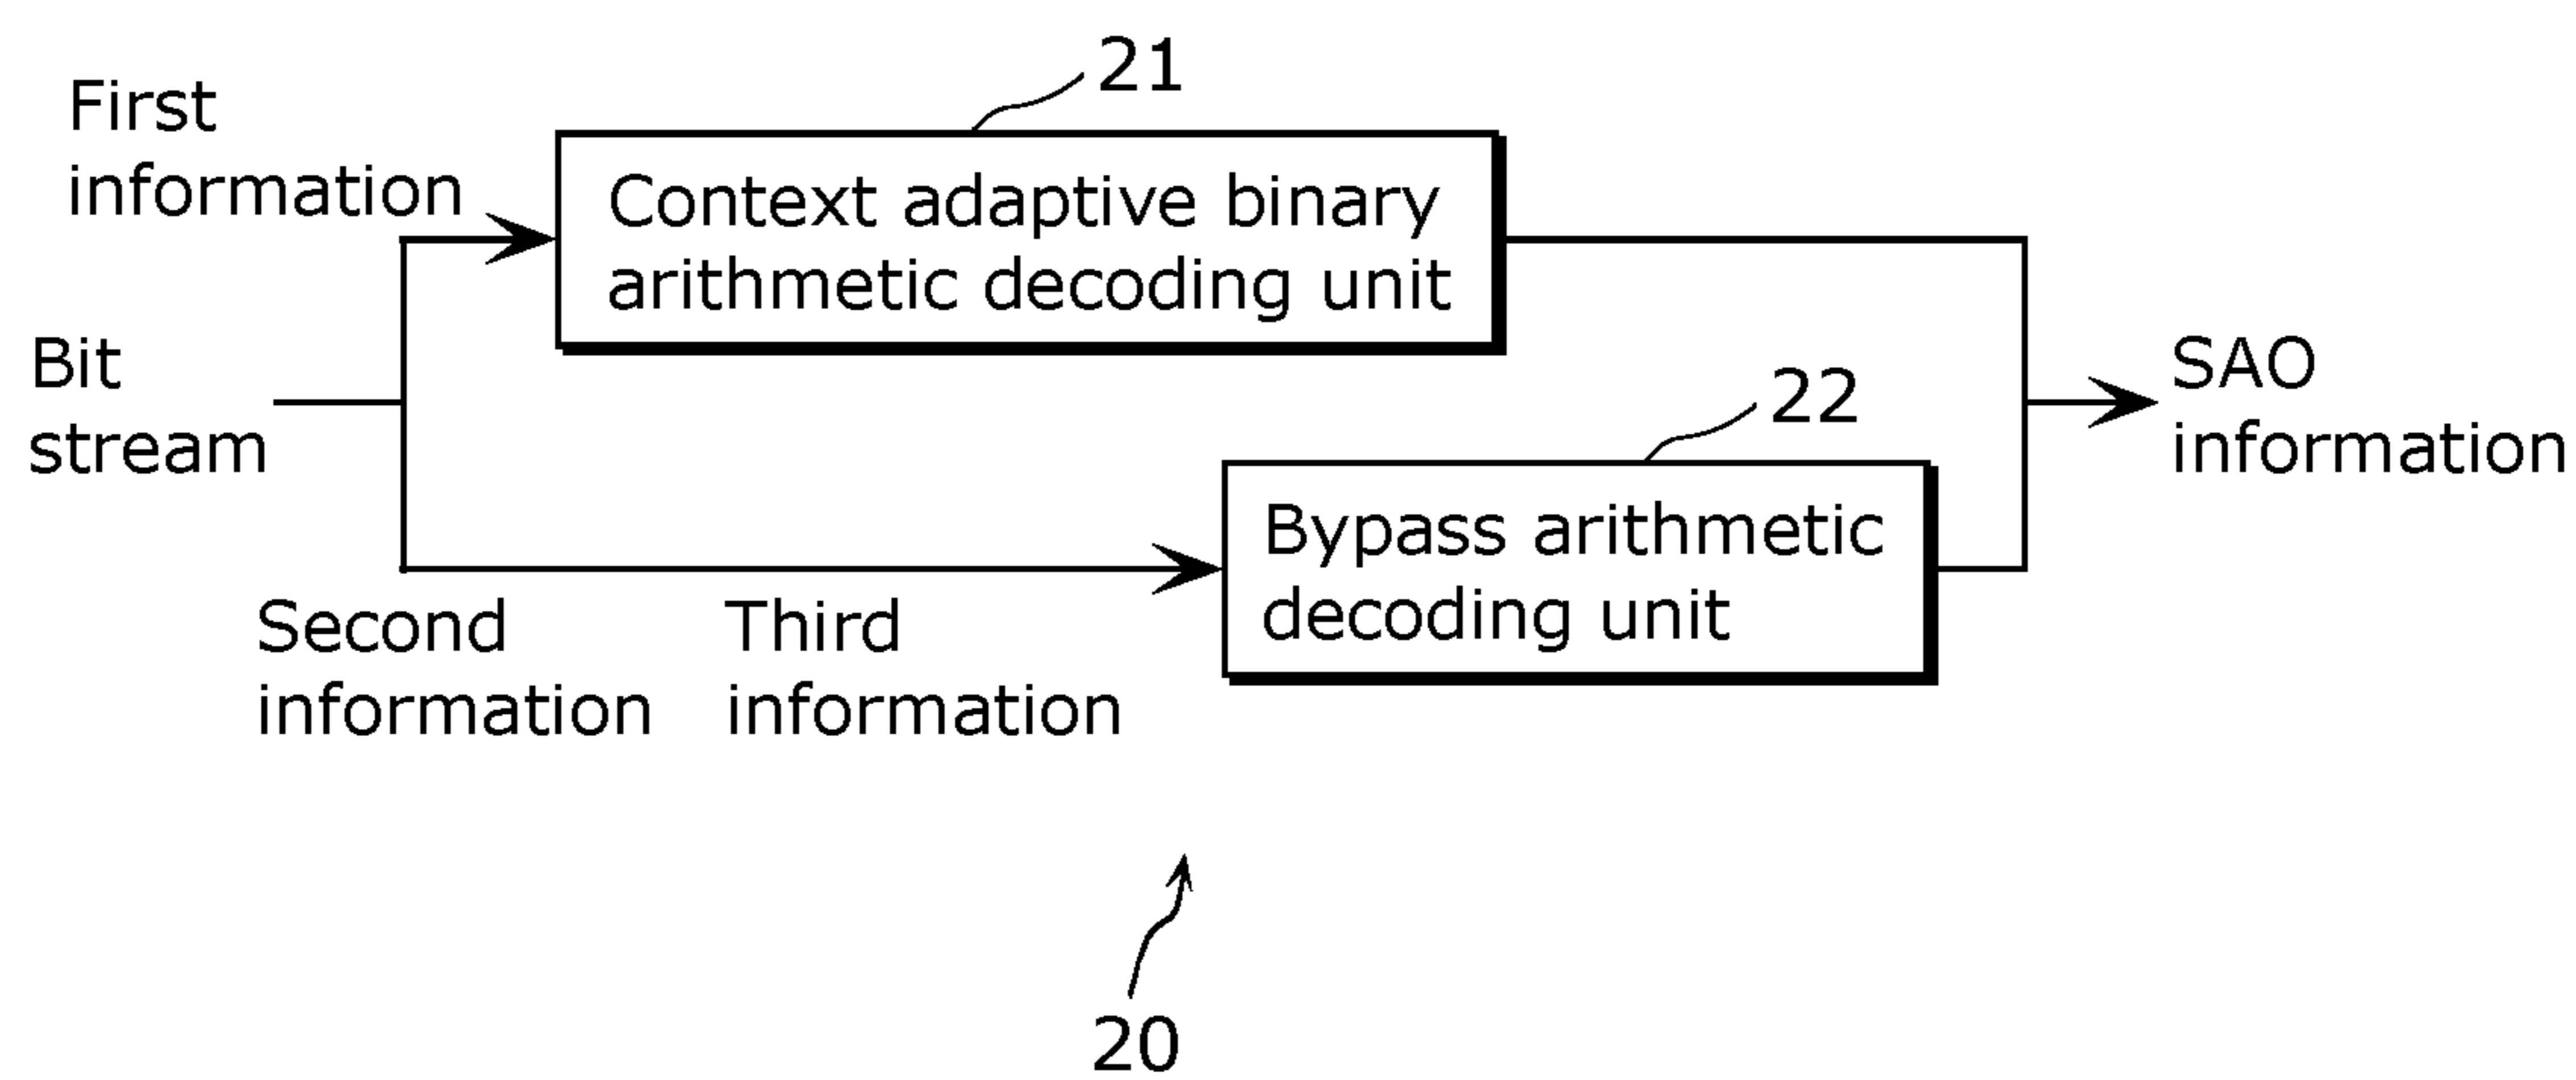 21
First
information
Context adaptive binary
arithmetic decoding unit
Bit
stream
SAO
information
22
Bypass arithmetic
decoding unit
Second
information
Third
information
20